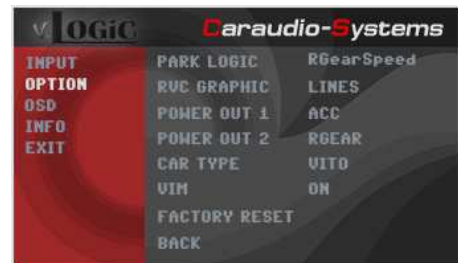 v.LOGiC
Caraudio-Systems
INPUT
OPTION
OSD
INFO
EXIT
PARK LOGIC RGearSpeed
RVC GRAPHIC LINES
POWER OUT 1 ACC
POWER OUT 2 RGEAR
CAR TYPE VITO
VIM ON
FACTORY RESET
BACK